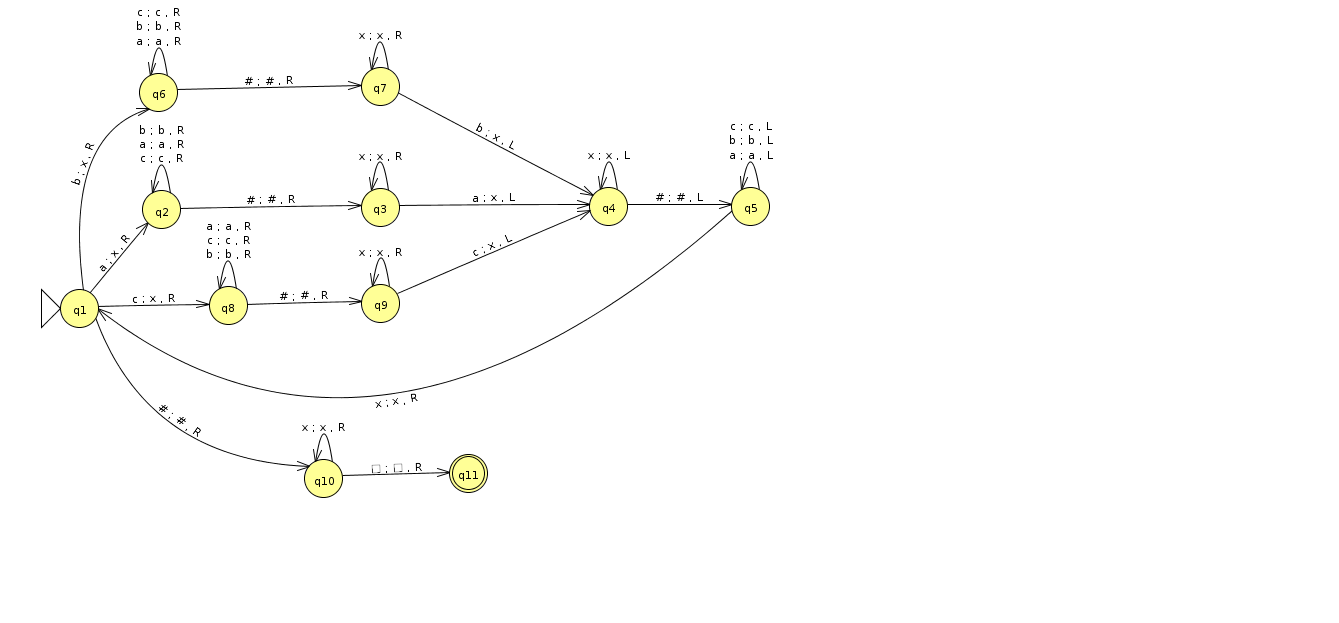 c ; c , R
b ; b , R
a ; a , R
x ; x , R
q6
# ; # , R
q7
b ; x , R
b ; b , R
a ; a , R
c ; c , R
b ; x , L
c ; c , L
b ; b , L
a ; a , L
x ; x , R
x ; x , L
q2
# ; # , R
q3
a ; x , L
q4
# ; # , L
q5
a ; x , R
a ; a , R
c ; c , R
b ; b , R
x ; x , R
c ; x , L
q1
c ; x , R
q8
# ; # , R
q9
x ; x , R
# ; # , R
x ; x , R
q10
□ ; □ , R
q11